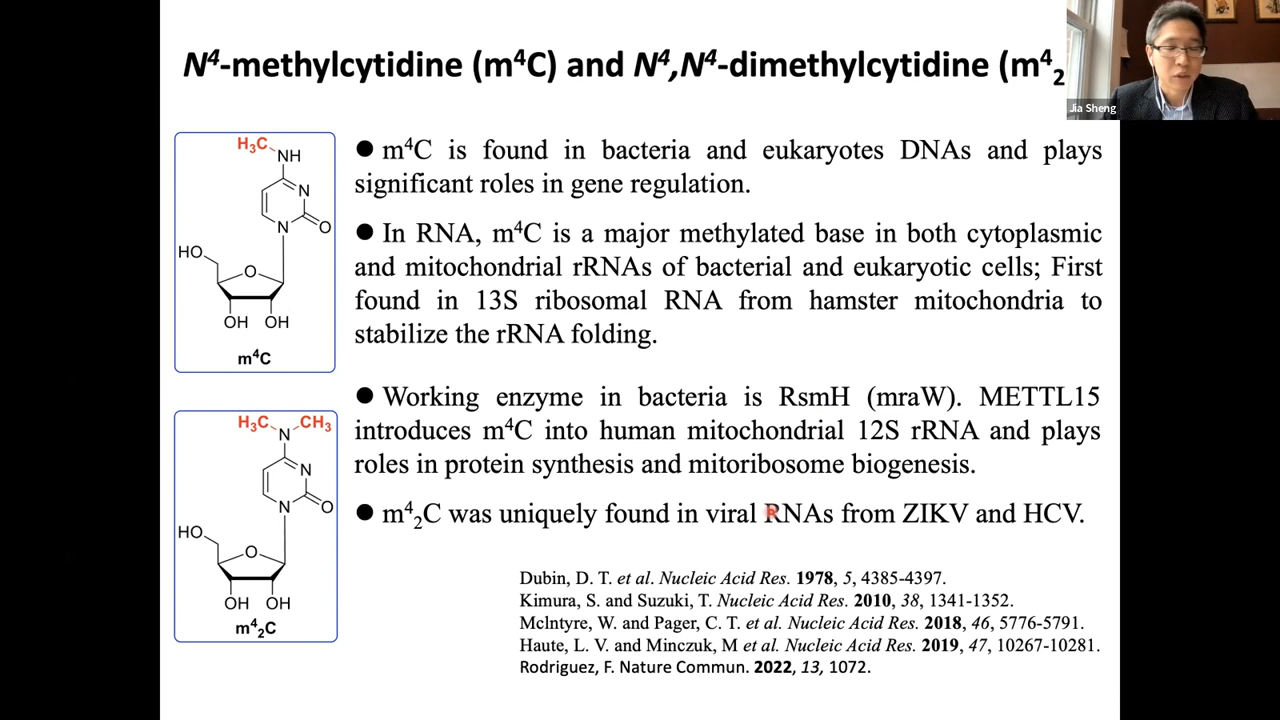 N⁴-methylcytidine (m⁴C) and N⁴,N⁴-dimethylcytidine (m⁴₂
Jia Sheng
H₃C
NH
N
N
O
HO
O
OH OH
m⁴C
● m⁴C is found in bacteria and eukaryotes DNAs and plays
significant roles in gene regulation.
● In RNA, m⁴C is a major methylated base in both cytoplasmic
and mitochondrial rRNAs of bacterial and eukaryotic cells; First
found in 13S ribosomal RNA from hamster mitochondria to
stabilize the rRNA folding.
● Working enzyme in bacteria is RsmH (mraW). METTL15
introduces m⁴C into human mitochondrial 12S rRNA and plays
roles in protein synthesis and mitoribosome biogenesis.
● m⁴₂C was uniquely found in viral RNAs from ZIKV and HCV.
H₃C CH₃
N
N
N
O
HO
O
OH OH
m⁴₂C
Dubin, D. T. et al. Nucleic Acid Res. 1978, 5, 4385-4397.
Kimura, S. and Suzuki, T. Nucleic Acid Res. 2010, 38, 1341-1352.
McIntyre, W. and Pager, C. T. et al. Nucleic Acid Res. 2018, 46, 5776-5791.
Haute, L. V. and Minczuk, M et al. Nucleic Acid Res. 2019, 47, 10267-10281.
Rodriguez, F. Nature Commun. 2022, 13, 1072.